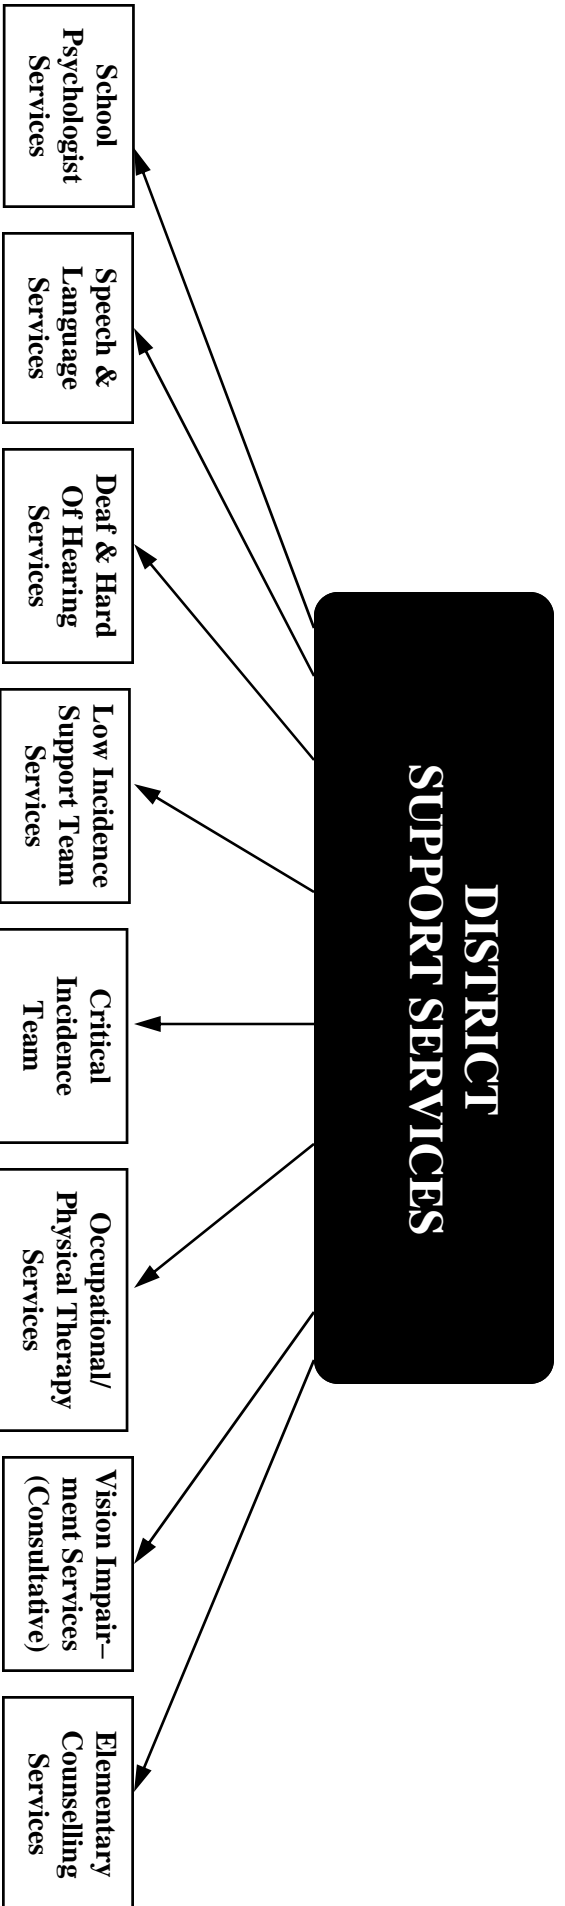 DISTRICT
SUPPORT SERVICES
School
Psychologist
Services
Speech &
Language
Services
Deaf & Hard
Of Hearing
Services
Low Incidence
Support Team
Services
Critical
Incidence
Team
Occupational/
Physical Therapy
Services
Vision Impair–
ment Services
(Consultative)
Elementary
Counselling
Services